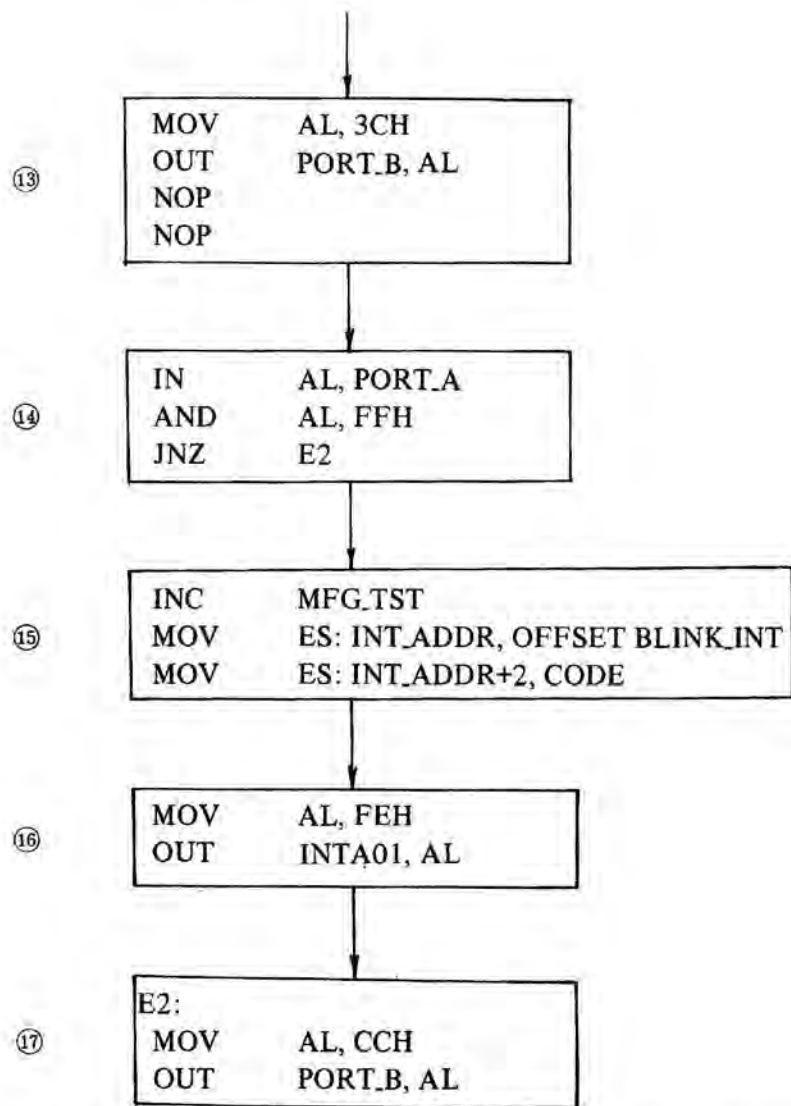 ⑬
MOV AL, 3CH
OUT PORT_B, AL
NOP
NOP
⑭
IN AL, PORT_A
AND AL, FFH
JNZ E2
⑮
INC MFG_TST
MOV ES: INT_ADDR, OFFSET BLINK_INT
MOV ES: INT_ADDR+2, CODE
⑯
MOV AL, FEH
OUT INTA01, AL
⑰
E2:
MOV AL, CCH
OUT PORT_B, AL